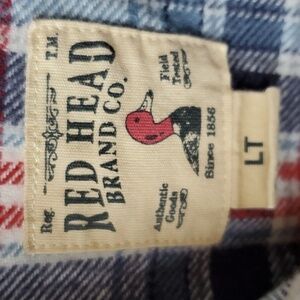 Reg. T.M.
RED HEAD
BRAND CO.
Authentic
Goods
Field
Tested
Since 1856
LT